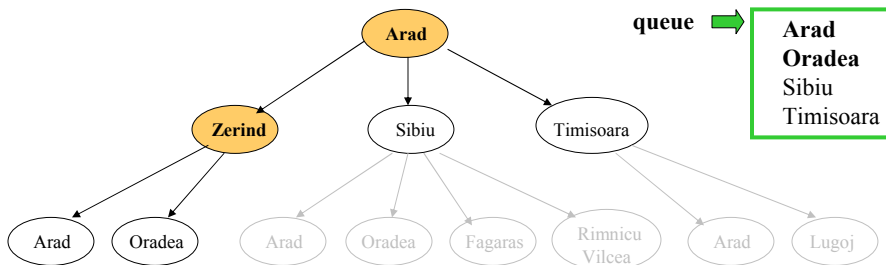 Arad
queue
Arad
Oradea
Sibiu
Timisoara
Zerind
Sibiu
Timisoara
Arad
Oradea
Arad
Oradea
Fagaras
Rimnicu
Vilcea
Arad
Lugoj